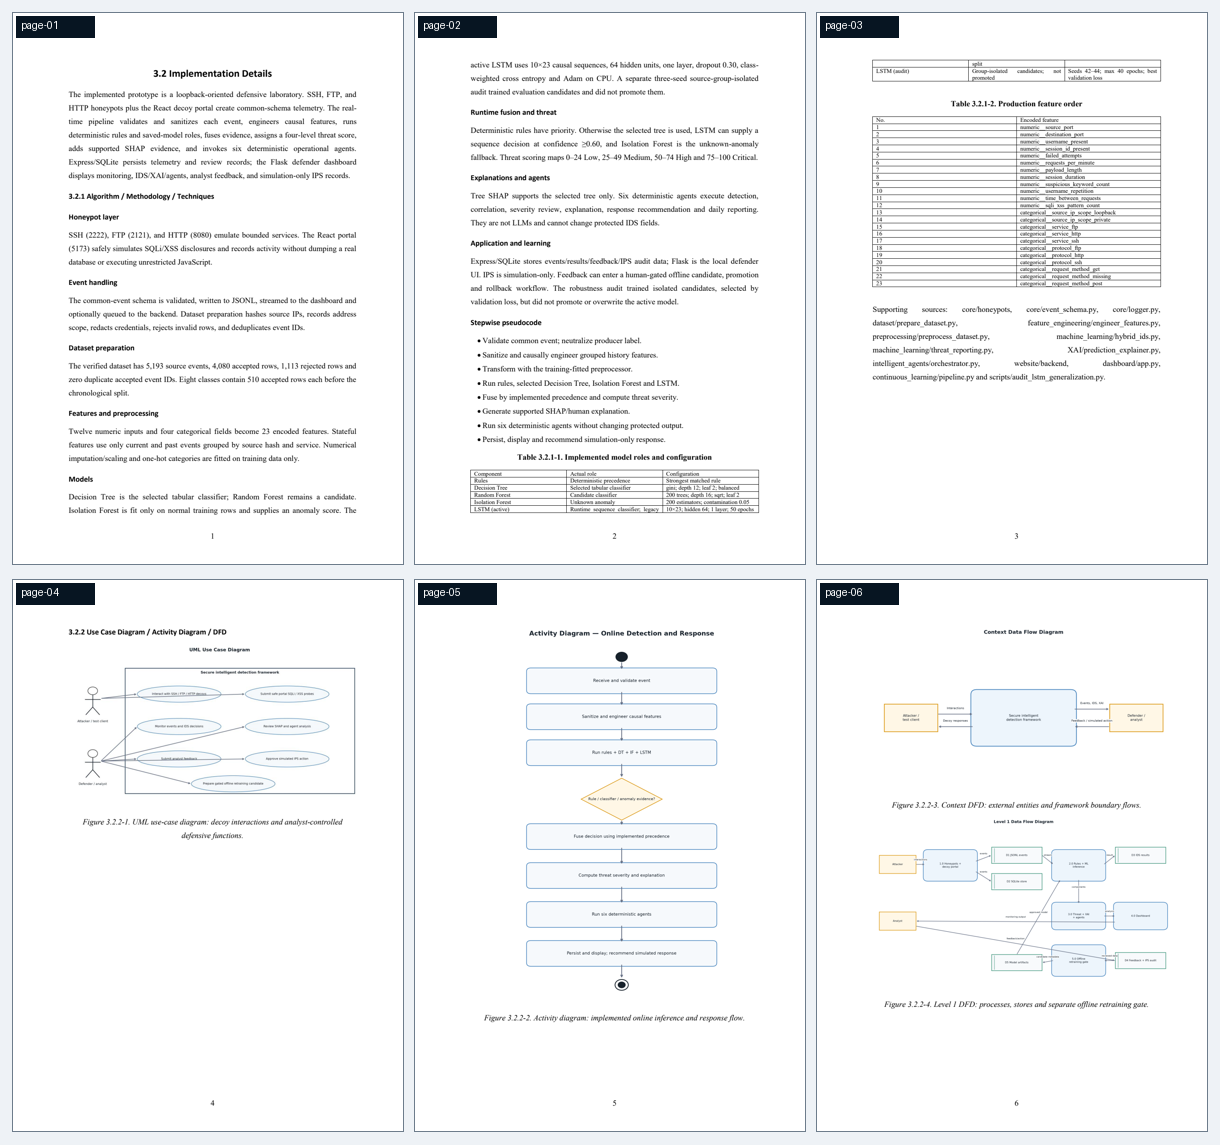 page-01
3.2 Implementation Details
The implemented prototype is a loopback-oriented defensive laboratory. SSH, FTP, and
HTTP honeypots plus the React decoy portal create common-schema telemetry. The real-
time pipeline validates and sanitizes each event, engineers causal features, runs
deterministic rules and saved-model roles, fuses evidence, assigns a four-level threat score,
adds supported SHAP evidence, and invokes six deterministic operational agents.
Express/SQLite persists telemetry and review records; the Flask defender dashboard
displays monitoring, IDS/XAI/agents, analyst feedback, and simulation-only IPS records.
3.2.1 Algorithm / Methodology / Techniques
Honeypot layer
SSH (2222), FTP (2121), and HTTP (8080) emulate bounded services. The React portal
(5173) safely simulates SQLi/XSS disclosures and records activity without dumping a real
database or executing unrestricted JavaScript.
Event handling
The common-event schema is validated, written to JSONL, streamed to the dashboard and
optionally queued to the backend. Dataset preparation hashes source IPs, records address
scope, redacts credentials, rejects invalid rows, and deduplicates event IDs.
Dataset preparation
The verified dataset has 5,193 source events, 4,080 accepted rows, 1,113 rejected rows and
zero duplicate accepted event IDs. Eight classes contain 510 accepted rows each before the
chronological split.
Features and preprocessing
Twelve numeric inputs and four categorical fields become 23 encoded features. Stateful
features use only current and past events grouped by source hash and service. Numerical
imputation/scaling and one-hot categories are fitted on training data only.
Models
Decision Tree is the selected tabular classifier; Random Forest remains a candidate.
Isolation Forest is fit only on normal training rows and supplies an anomaly score. The
1
page-02
active LSTM uses 10×23 causal sequences, 64 hidden units, one layer, dropout 0.30, class-
weighted cross entropy and Adam on CPU. A separate three-seed source-group-isolated
audit trained evaluation candidates and did not promote them.
Runtime fusion and threat
Deterministic rules have priority. Otherwise the selected tree is used, LSTM can supply a
sequence decision at confidence ≥0.60, and Isolation Forest is the unknown-anomaly
fallback. Threat scoring maps 0–24 Low, 25–49 Medium, 50–74 High and 75–100 Critical.
Explanations and agents
Tree SHAP supports the selected tree only. Six deterministic agents execute detection,
correlation, severity review, explanation, response recommendation and daily reporting.
They are not LLMs and cannot change protected IDS fields.
Application and learning
Express/SQLite stores events/results/feedback/IPS audit data; Flask is the local defender
UI. IPS is simulation-only. Feedback can enter a human-gated offline candidate, promotion
and rollback workflow. The robustness audit trained isolated candidates, selected by
validation loss, but did not promote or overwrite the active model.
Stepwise pseudocode
• Validate common event; neutralize producer label.
• Sanitize and causally engineer grouped history features.
• Transform with the training-fitted preprocessor.
• Run rules, selected Decision Tree, Isolation Forest and LSTM.
• Fuse by implemented precedence and compute threat severity.
• Generate supported SHAP/human explanation.
• Run six deterministic agents without changing protected output.
• Persist, display and recommend simulation-only response.
Table 3.2.1-1. Implemented model roles and configuration
Component Actual role Configuration
Rules Deterministic precedence Strongest matched rule
Decision Tree Selected tabular classifier gini; depth 12; leaf 2; balanced
Random Forest Candidate classifier 200 trees; depth 16; sqrt; leaf 2
Isolation Forest Unknown anomaly 200 estimators; contamination 0.05
LSTM (active) Runtime sequence classifier; legacy 10×23; hidden 64; 1 layer; 50 epochs
2
page-03
split
LSTM (audit) Group-isolated candidates; not Seeds 42–44; max 40 epochs; best
promoted validation loss
Table 3.2.1-2. Production feature order
No. Encoded feature
1 numeric__source_port
2 numeric__destination_port
3 numeric__username_present
4 numeric__session_id_present
5 numeric__failed_attempts
6 numeric__requests_per_minute
7 numeric__payload_length
8 numeric__session_duration
9 numeric__suspicious_keyword_count
10 numeric__username_repetition
11 numeric__time_between_requests
12 numeric__sqli_xss_pattern_count
13 categorical__source_ip_scope_loopback
14 categorical__source_ip_scope_private
15 categorical__service_ftp
16 categorical__service_http
17 categorical__service_ssh
18 categorical__protocol_ftp
19 categorical__protocol_http
20 categorical__protocol_ssh
21 categorical__request_method_get
22 categorical__request_method_missing
23 categorical__request_method_post
Supporting sources: core/honeypots, core/event_schema.py, core/logger.py,
dataset/prepare_dataset.py, feature_engineering/engineer_features.py,
preprocessing/preprocess_dataset.py, machine_learning/hybrid_ids.py,
machine_learning/threat_reporting.py, XAI/prediction_explainer.py,
intelligent_agents/orchestrator.py, website/backend, dashboard/app.py,
continuous_learning/pipeline.py and scripts/audit_lstm_generalization.py.
3
page-04
3.2.2 Use Case Diagram / Activity Diagram / DFD
UML Use Case Diagram
Secure intelligent detection framework
Interact with SSH / FTP / HTTP decoys
Submit safe portal SQLi / XSS probes
Attacker / test client
Monitor events and IDS decisions
Review SHAP and agent analysis
Submit analyst feedback
Approve simulated IPS action
Defender / analyst
Prepare gated offline retraining candidate
Figure 3.2.2-1. UML use-case diagram: decoy interactions and analyst-controlled
defensive functions.
4
page-05
Activity Diagram — Online Detection and Response
Receive and validate event
Sanitize and engineer causal features
Run rules + DT + IF + LSTM
Rule / classifier / anomaly evidence?
Fuse decision using implemented precedence
Compute threat severity and explanation
Run six deterministic agents
Persist and display; recommend simulated response
Figure 3.2.2-2. Activity diagram: implemented online inference and response flow.
5
page-06
Context Data Flow Diagram
Attacker /
test client
Interactions
Decoy responses
Secure intelligent
detection framework
Events, IDS, XAI
Feedback / simulated action
Defender /
analyst
Figure 3.2.2-3. Context DFD: external entities and framework boundary flows.
Level 1 Data Flow Diagram
Attacker
Analyst
4.0 Dashboard
Figure 3.2.2-4. Level 1 DFD: processes, stores and separate offline retraining gate.
6